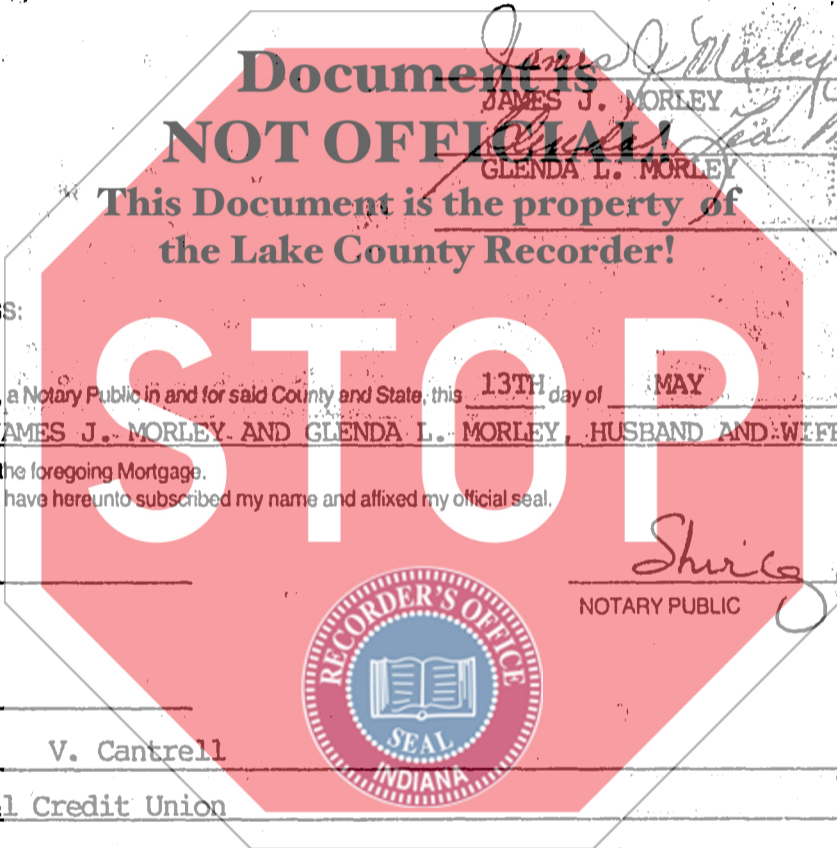 James J. Morley
Document is
JAMES J. MORLEY
NOT OFFICIAL!
GLENDA L. MORLEY
This Document is the property of
the Lake County Recorder!
S:
STOP
a Notary Public in and for said County and State, this 13TH day of MAY
AMES J. MORLEY AND GLENDA L. MORLEY, HUSBAND AND WIFE
he foregoing Mortgage.
have hereunto subscribed my name and affixed my official seal.
NOTARY PUBLIC
RECORDER'S OFFICE
SEAL
INDIANA
V. Cantrell
l Credit Union